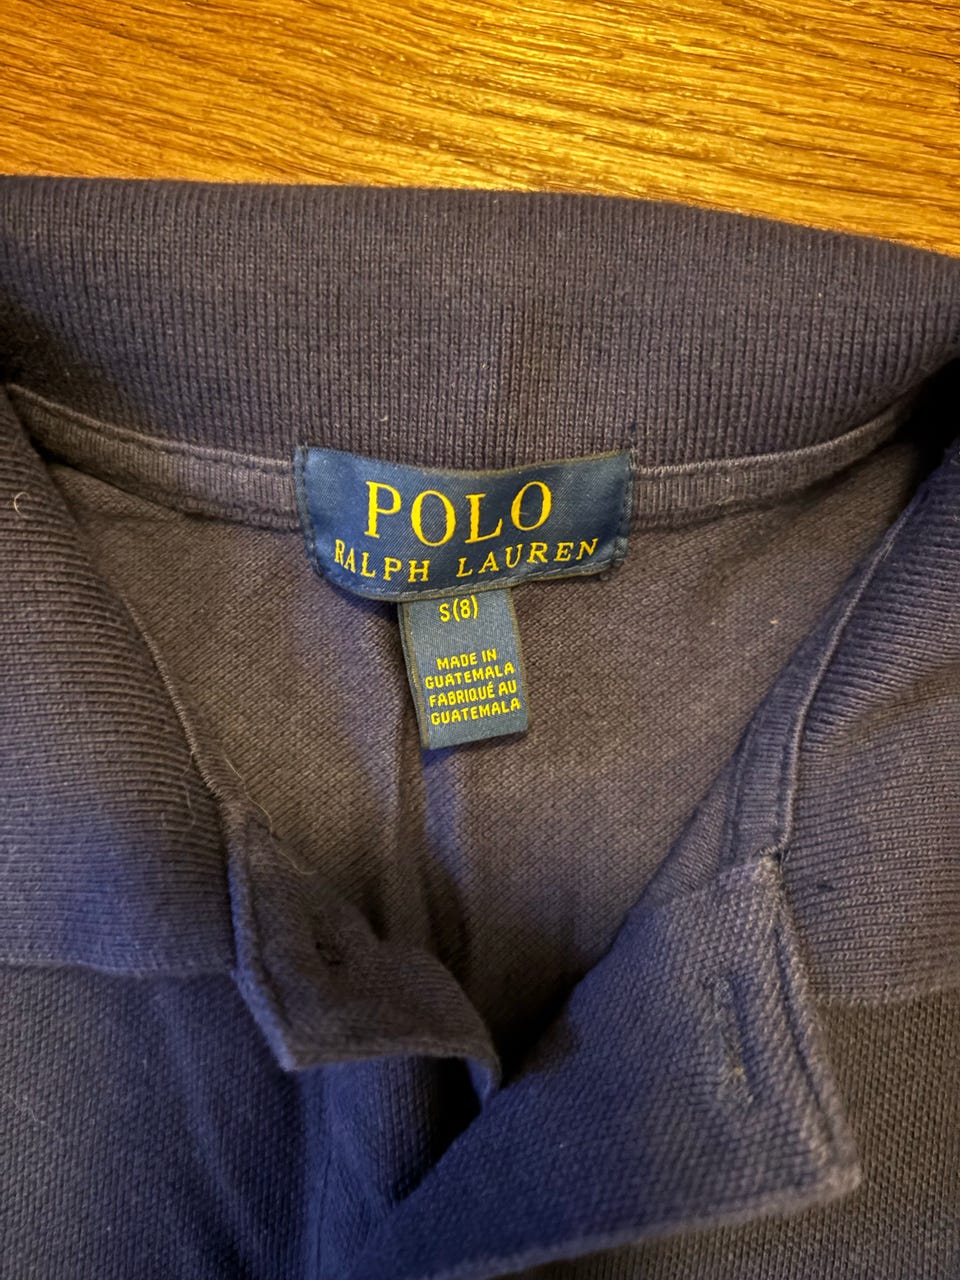 POLO
RALPH LAUREN
S(8)
MADE IN
GUATEMALA
FABRIQUÉ AU
GUATEMALA